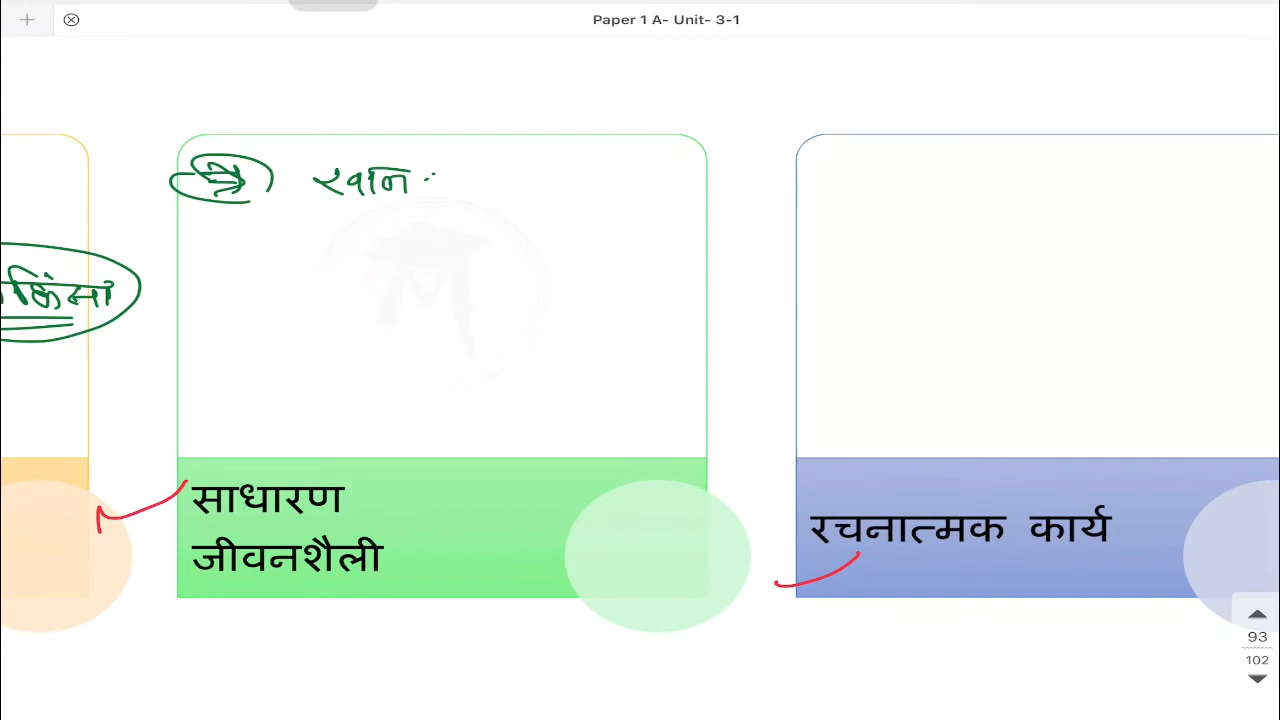 Paper 1 A- Unit- 3-1
खान
साधारण
जीवनशैली
रचनात्मक कार्य
93
102